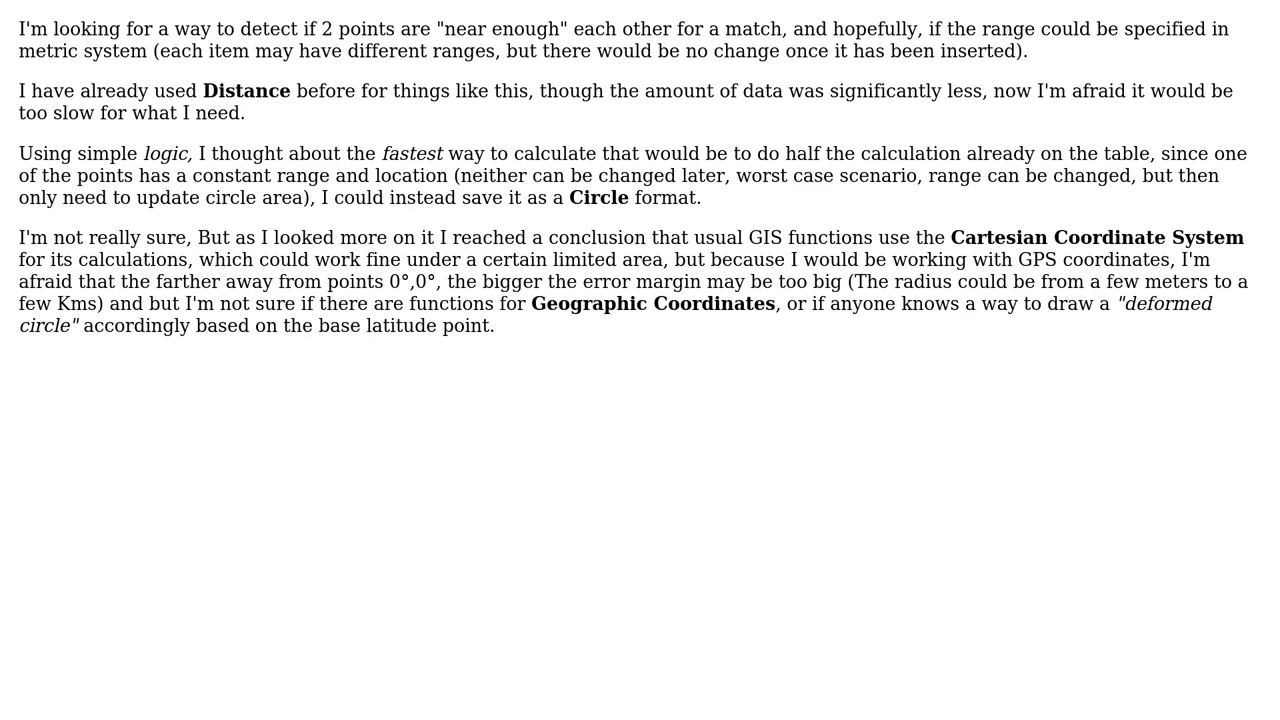 I'm looking for a way to detect if 2 points are "near enough" each other for a match, and hopefully, if the range could be specified in
metric system (each item may have different ranges, but there would be no change once it has been inserted).
I have already used Distance before for things like this, though the amount of data was significantly less, now I'm afraid it would be
too slow for what I need.
Using simple logic, I thought about the fastest way to calculate that would be to do half the calculation already on the table, since one
of the points has a constant range and location (neither can be changed later, worst case scenario, range can be changed, but then
only need to update circle area), I could instead save it as a Circle format.
I'm not really sure, But as I looked more on it I reached a conclusion that usual GIS functions use the Cartesian Coordinate System
for its calculations, which could work fine under a certain limited area, but because I would be working with GPS coordinates, I'm
afraid that the farther away from points 0°,0°, the bigger the error margin may be too big (The radius could be from a few meters to a
few Kms) and but I'm not sure if there are functions for Geographic Coordinates, or if anyone knows a way to draw a "deformed
circle" accordingly based on the base latitude point.